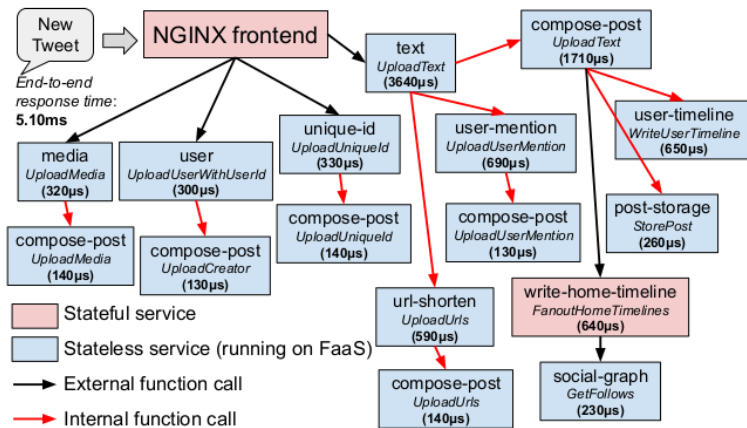 New
Tweet
NGINX frontend
End-to-end
response time:
5.10ms
text
UploadText
(3640µs)
compose-post
UploadText
(1710µs)
media
UploadMedia
(320µs)
user
UploadUserWithUserId
(300µs)
unique-id
UploadUniqueId
(330µs)
user-mention
UploadUserMention
(690µs)
user-timeline
WriteUserTimeline
(650µs)
compose-post
UploadMedia
(140µs)
compose-post
UploadCreator
(130µs)
compose-post
UploadUniqueId
(140µs)
compose-post
UploadUserMention
(130µs)
post-storage
StorePost
(260µs)
url-shorten
UploadUrls
(590µs)
write-home-timeline
FanoutHomeTimelines
(640µs)
compose-post
UploadUrls
(140µs)
social-graph
GetFollows
(230µs)
Stateful service
Stateless service (running on FaaS)
External function call
Internal function call